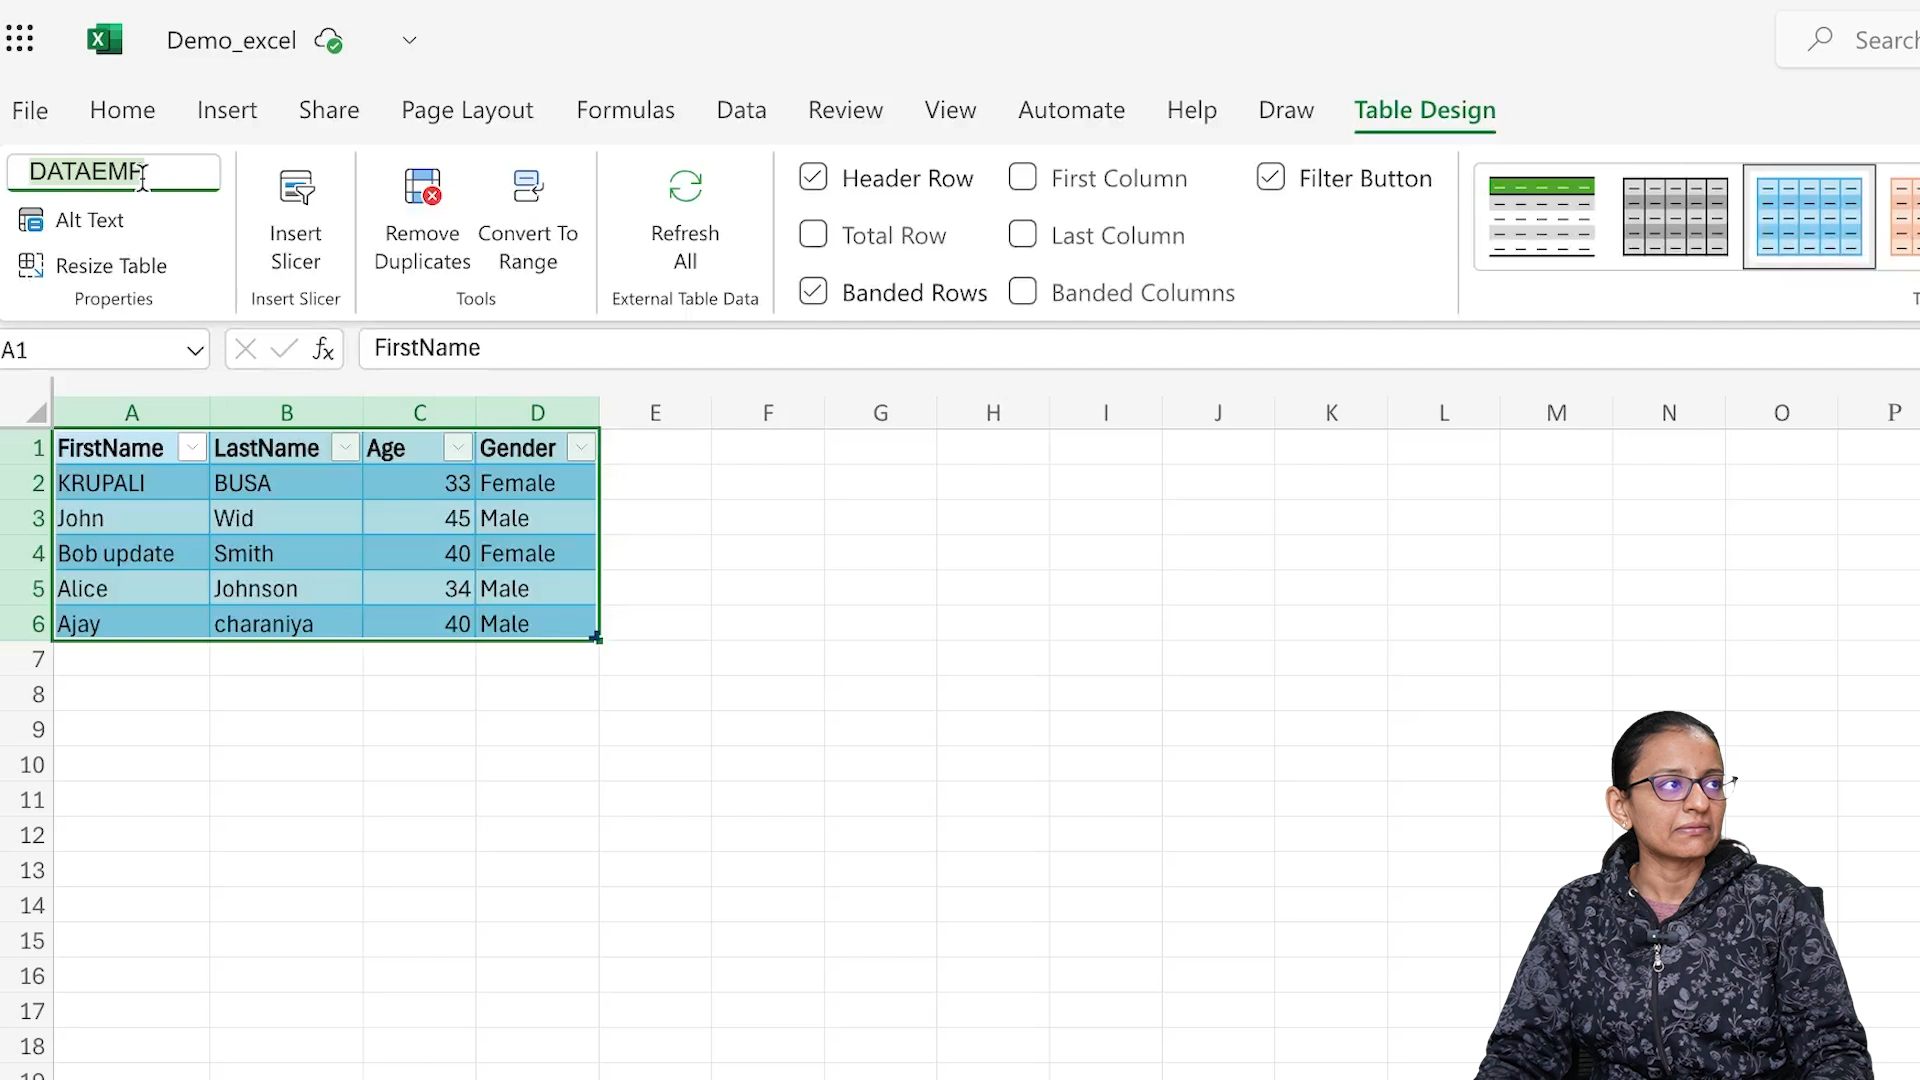 Demo_excel
Search
File Home Insert Share Page Layout Formulas Data Review View Automate Help Draw Table Design
Alt Text
Resize Table
Properties
Insert Slicer
Insert Slicer
Remove Duplicates
Convert To Range
Tools
Refresh All
External Table Data
Header Row First Column Filter Button
Total Row Last Column
Banded Rows Banded Columns
A1 fx FirstName
A B C D E F G H I J K L M N O P
1 FirstName LastName Age Gender
2 KRUPALI BUSA 33 Female
3 John Wid 45 Male
4 Bob update Smith 40 Female
5 Alice Johnson 34 Male
6 Ajay charaniya 40 Male
7
8
9
10
11
12
13
14
15
16
17
18